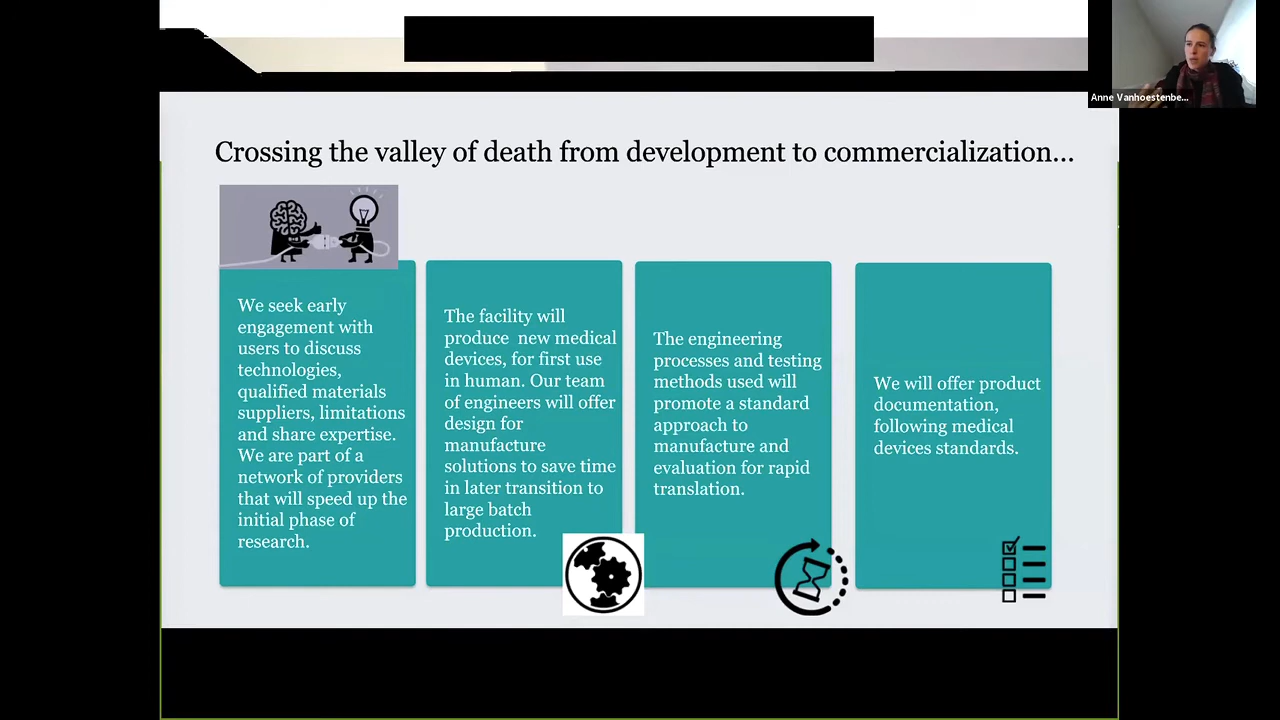 Anne Vanhoestenbe...
Crossing the valley of death from development to commercialization...
We seek early
engagement with
users to discuss
technologies,
qualified materials
suppliers, limitations
and share expertise.
We are part of a
network of providers
that will speed up the
initial phase of
research.
The facility will
produce new medical
devices, for first use
in human. Our team
of engineers will offer
design for
manufacture
solutions to save time
in later transition to
large batch
production.
The engineering
processes and testing
methods used will
promote a standard
approach to
manufacture and
evaluation for rapid
translation.
We will offer product
documentation,
following medical
devices standards.